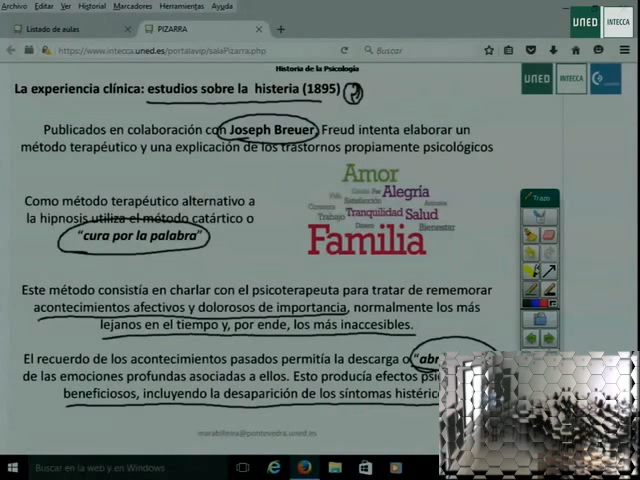 Archivo Editar Ver Historial Marcadores Herramientas Ayuda
Listado de aulas
PIZARRA
https://www.intecca.uned.es/portalavip/salaPizarra.php
Buscar
UNED
INTECCA
Historia de la Psicología
UNED
INTECCA
La experiencia clínica: estudios sobre la histeria (1895)
Publicados en colaboración con Joseph Breuer, Freud intenta elaborar un
método terapéutico y una explicación de los trastornos propiamente psicológicos
Como método terapéutico alternativo a
la hipnosis utiliza el método catártico o
"cura por la palabra"
Amor
Alegría
Satisfacción
Trabajo
Tranquilidad
Salud
Dinero
Bienestar
Familia
Trazo
Este método consistía en charlar con el psicoterapeuta para tratar de rememorar
acontecimientos afectivos y dolorosos de importancia, normalmente los más
lejanos en el tiempo y, por ende, los más inaccesibles.
El recuerdo de los acontecimientos pasados permitía la descarga o
de las emociones profundas asociadas a ellos. Esto producía efectos
beneficiosos, incluyendo la desaparición de los síntomas
Buscar en la web y en Windows